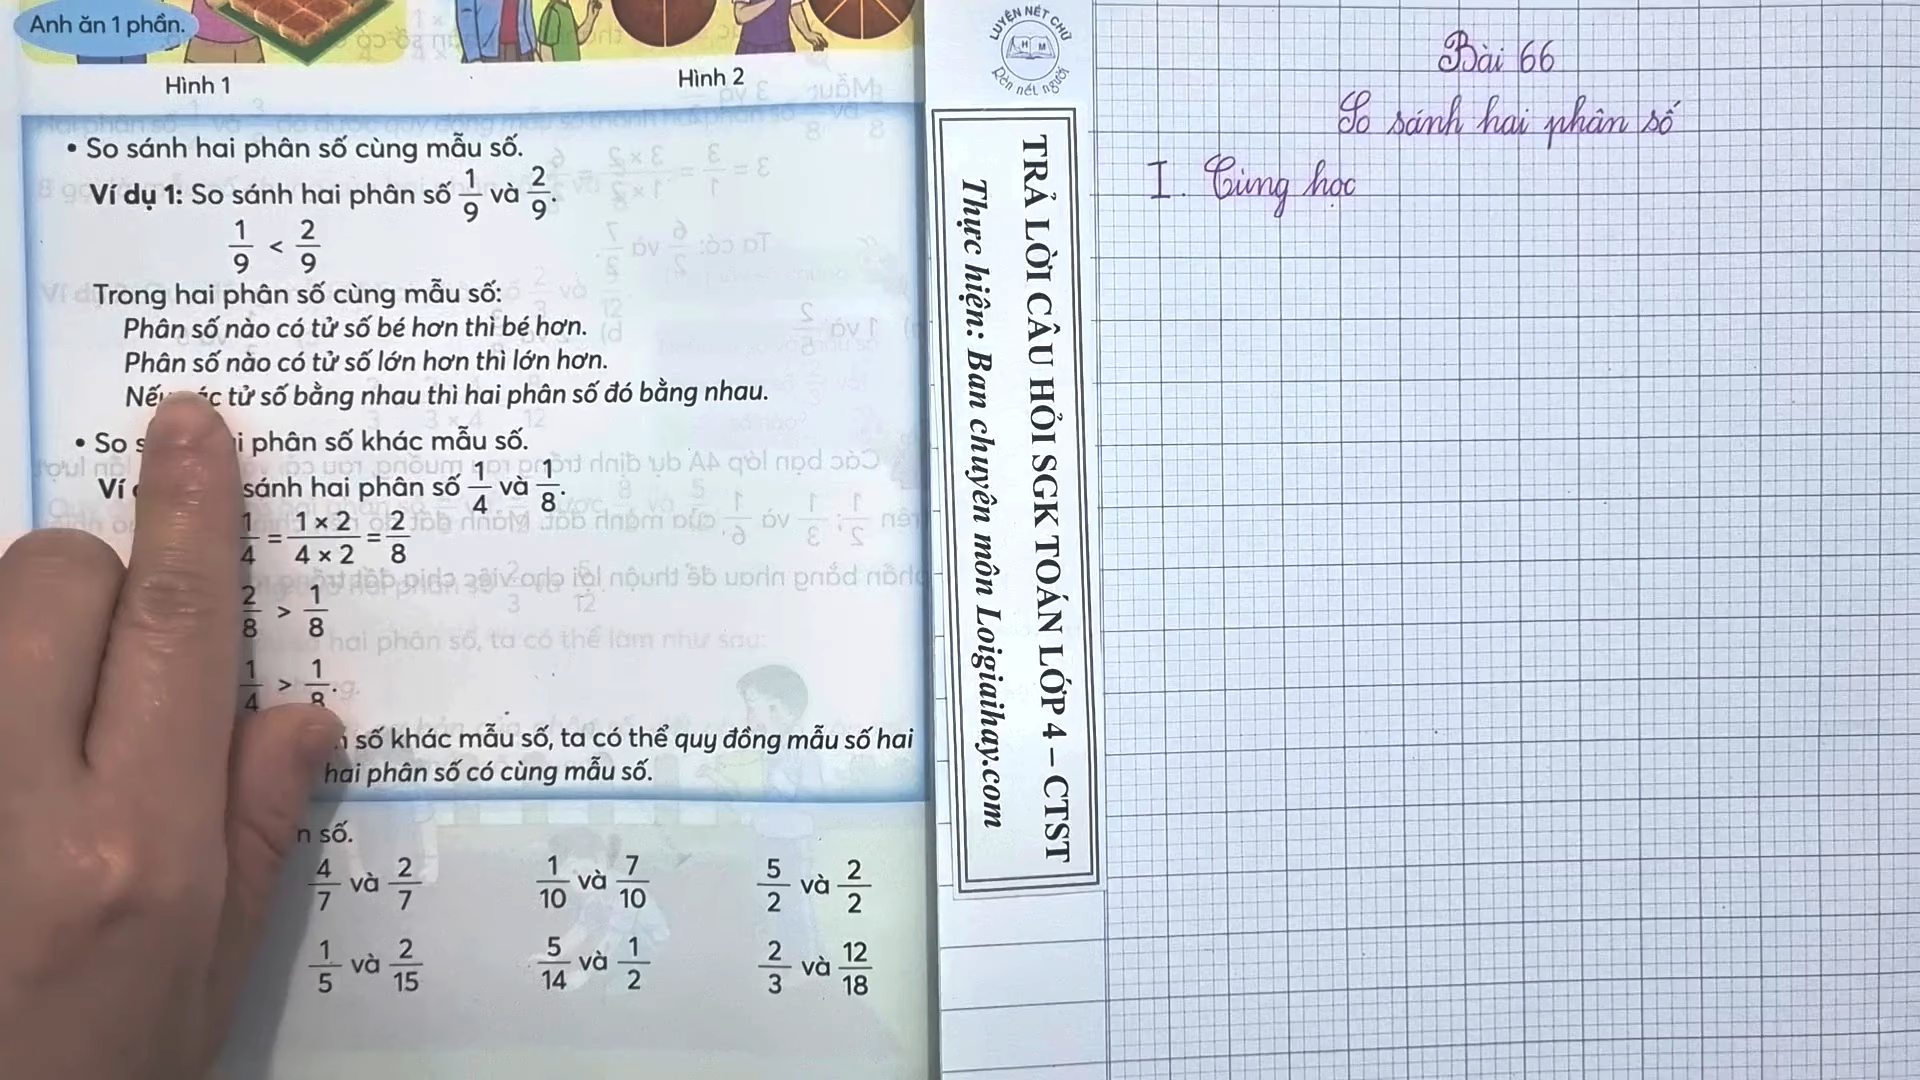 Anh ăn 1 phần.
Hình 1
Hình 2
• So sánh hai phân số cùng mẫu số.
Ví dụ 1: So sánh hai phân số 1/9 và 2/9.
1/9 < 2/9
Trong hai phân số cùng mẫu số:
Phân số nào có tử số bé hơn thì bé hơn.
Phân số nào có tử số lớn hơn thì lớn hơn.
tử số bằng nhau thì hai phân số đó bằng nhau.
• So phân số khác mẫu số.
Ví sánh hai phân số 1/4 và 1/8.
1/4 = 1 × 2/4 × 2 = 2/8
2/8 > 1/8
1/4 > 1/8.
số khác mẫu số, ta có thể quy đồng mẫu số hai
hai phân số có cùng mẫu số.
số.
4/7 và 2/7 1/10 và 7/10 5/2 và 2/2
1/5 và 2/15 5/14 và 1/2 2/3 và 12/18
LUYỆN NÉT CHỮ
H M
Rèn nết người
TRẢ LỜI CÂU HỎI SGK TOÁN LỚP 4 – CTST
Thực hiện: Ban chuyên môn Loigiaihay.com
Bài 66
So sánh hai phân số
I. Cùng học